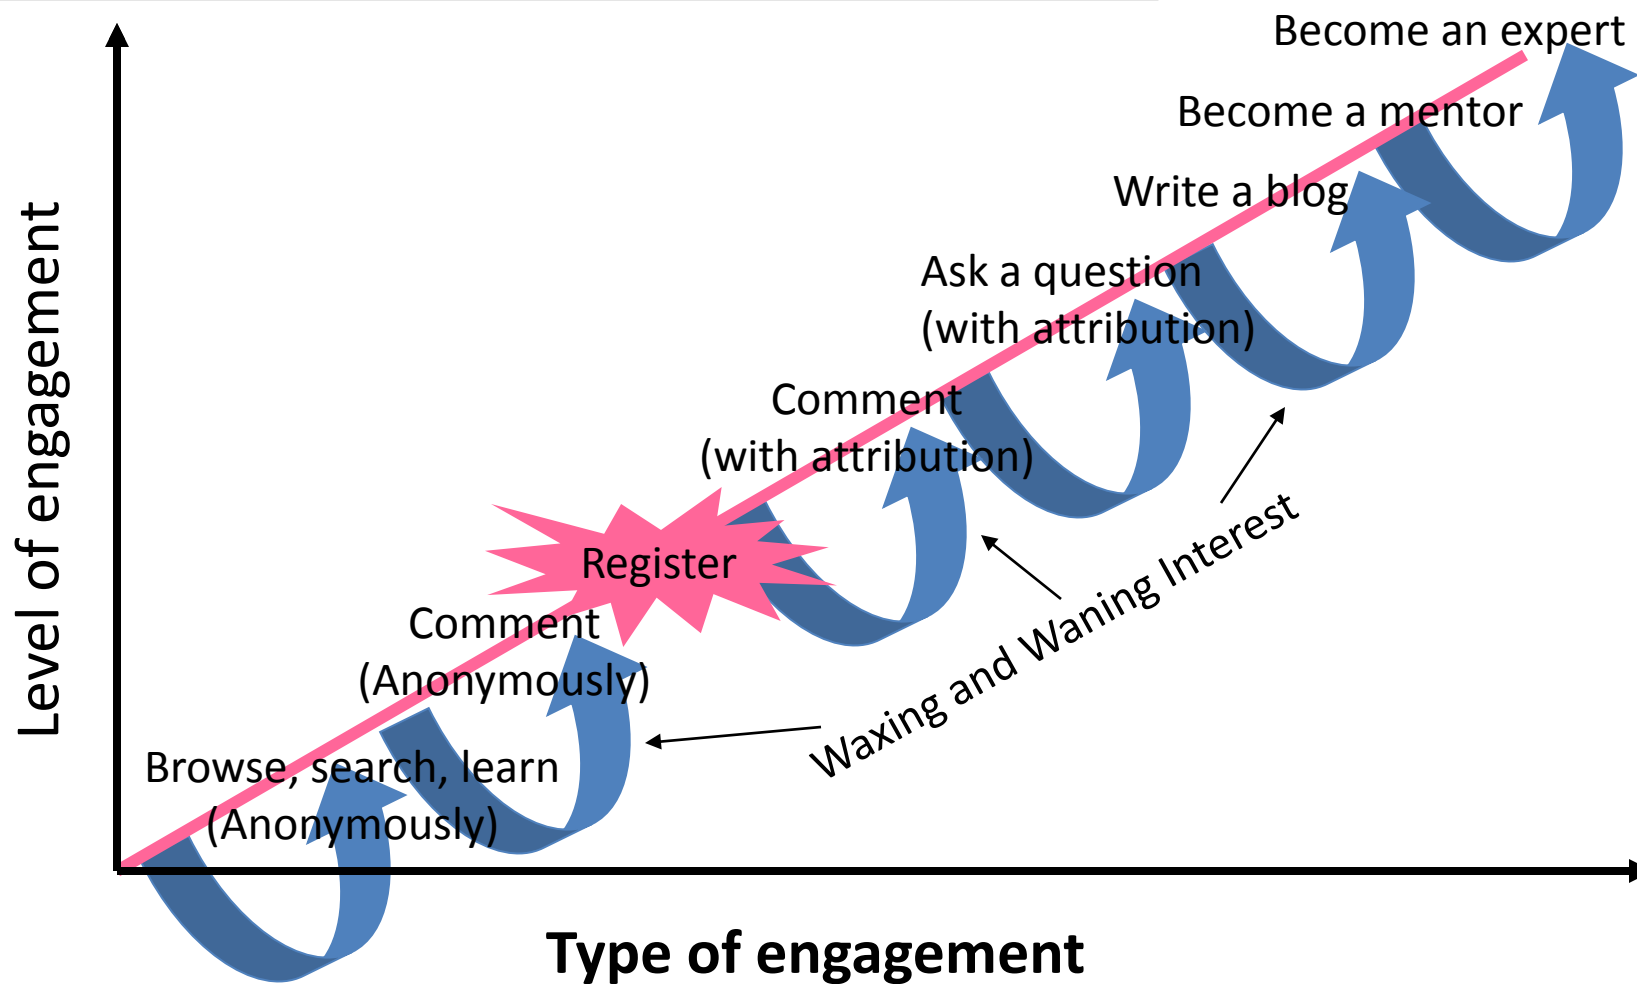 Become an expert
Become a mentor
Write a blog
Ask a question
(with attribution)
Comment
(with attribution)
Register
Comment
(Anonymously)
Browse, search, learn
(Anonymously)
Waxing and Waning Interest
Level of engagement
Type of engagement